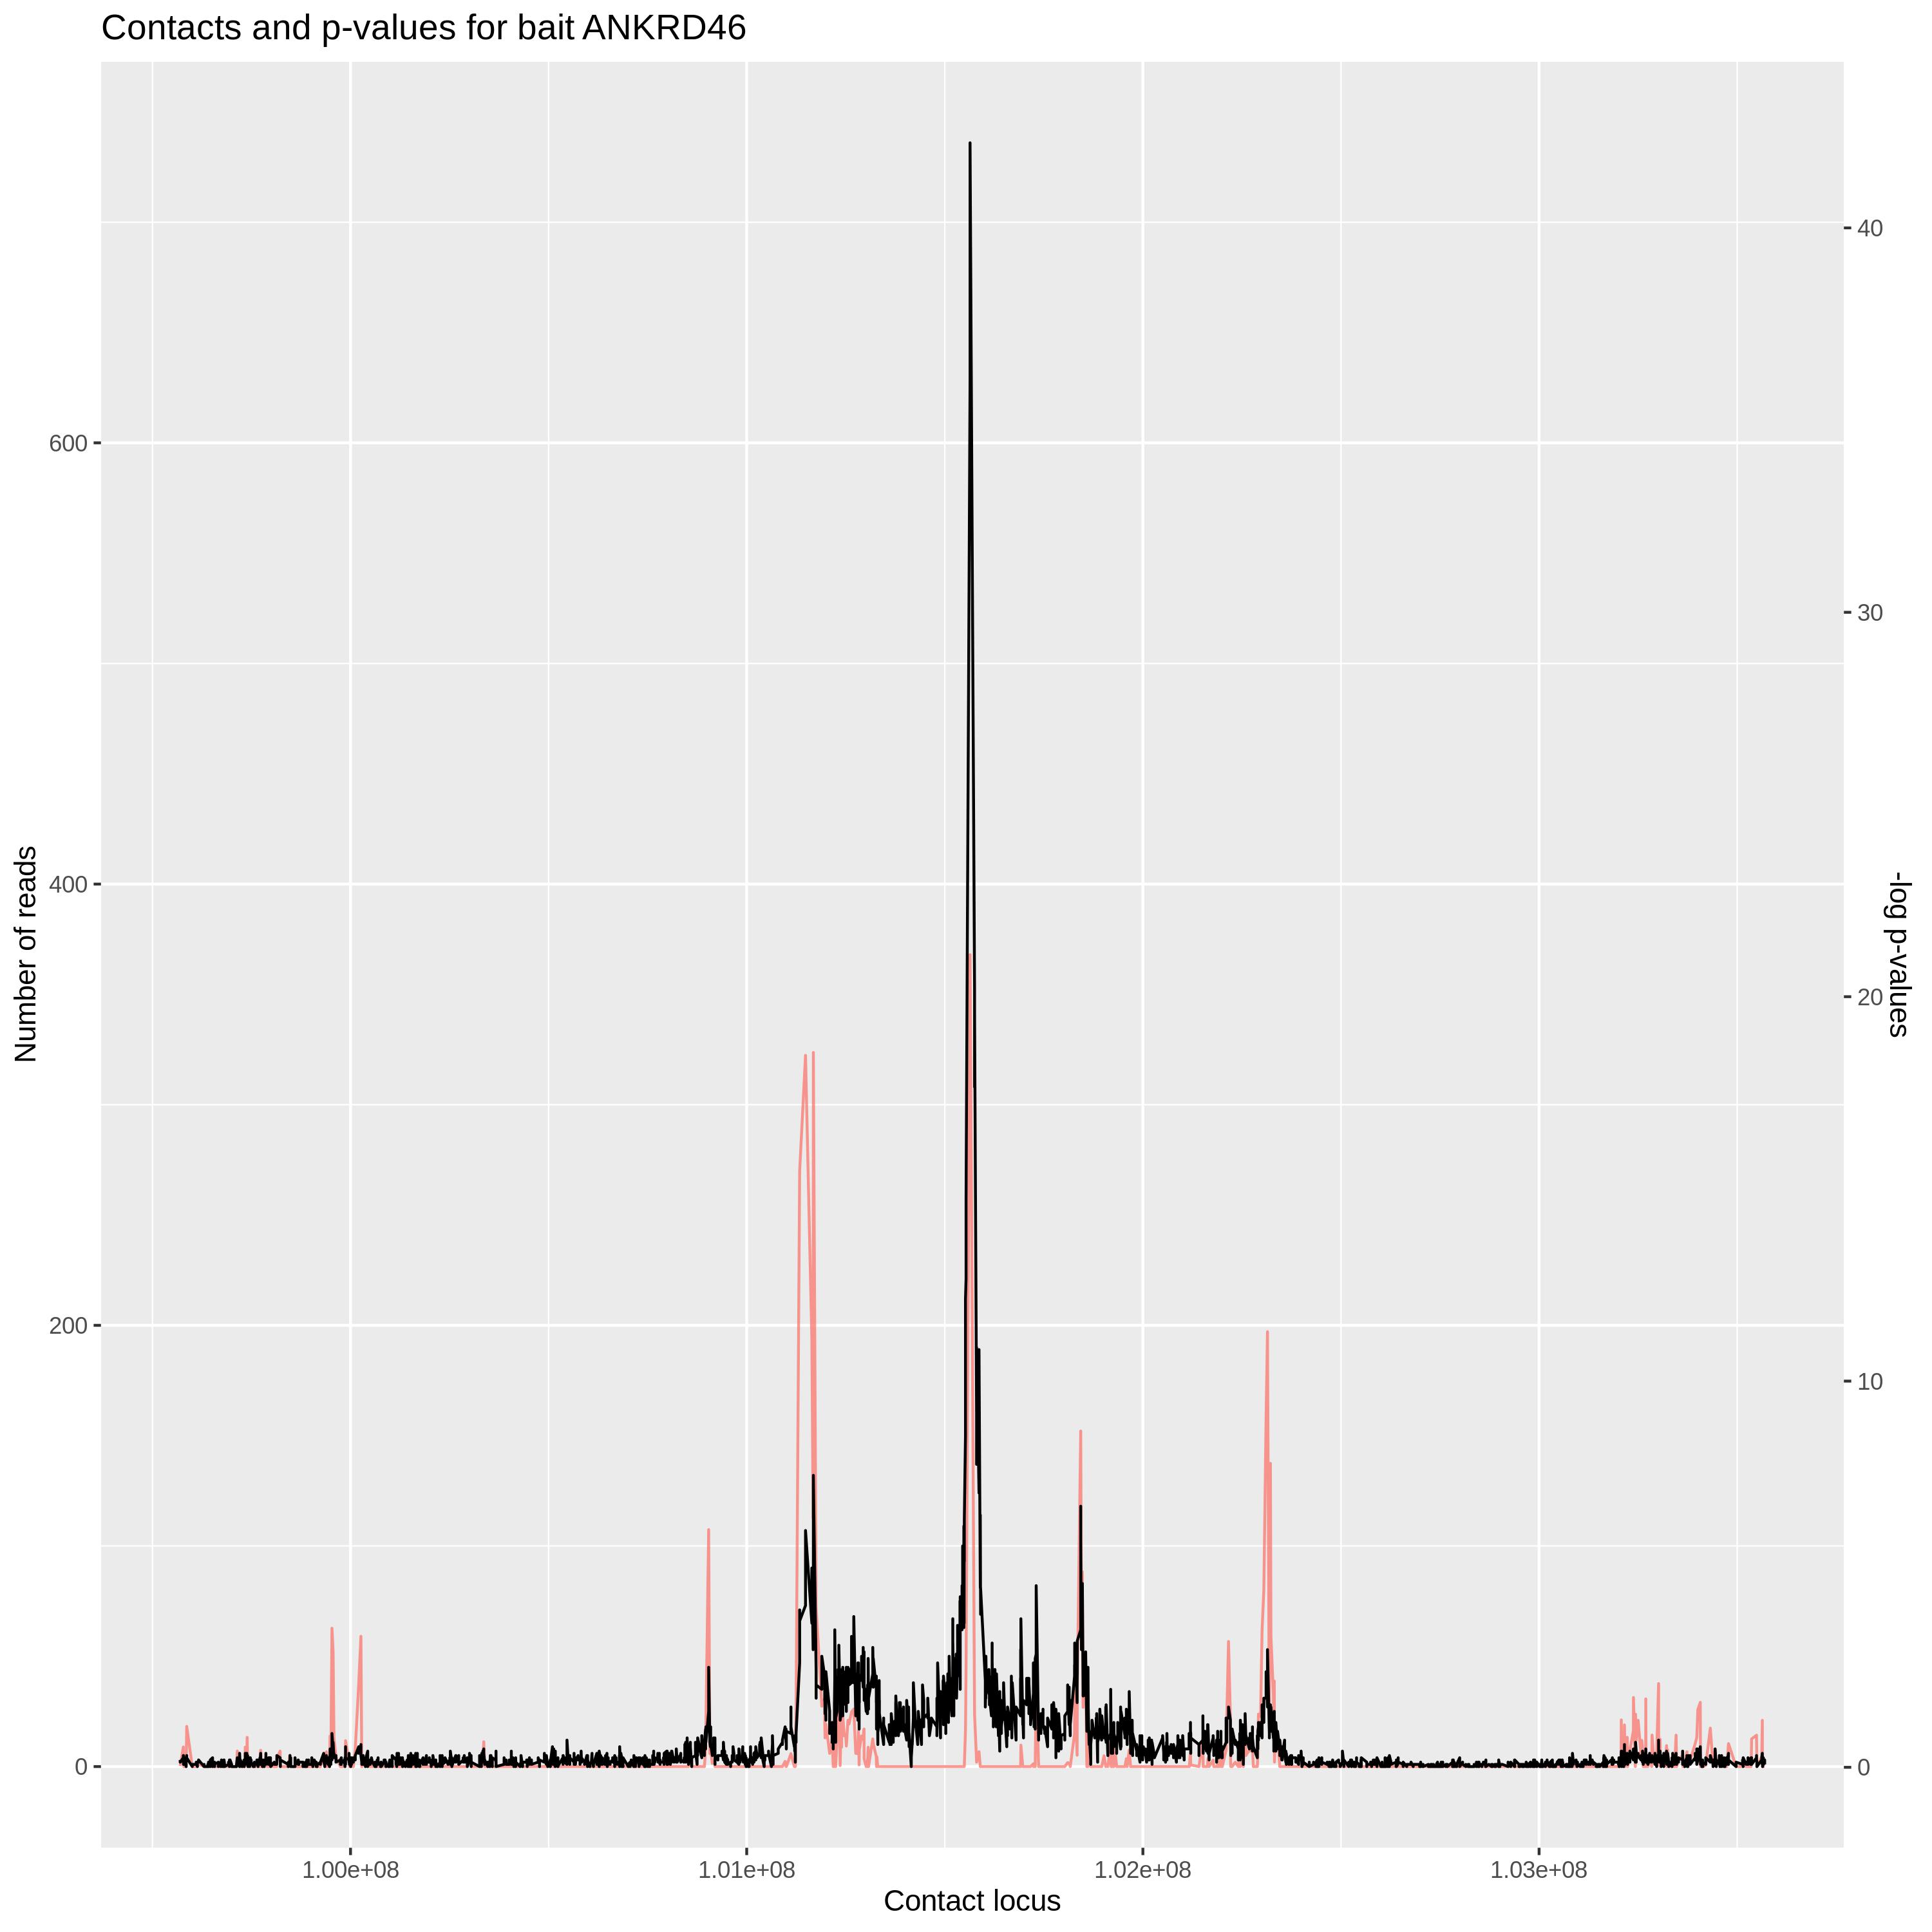 Contacts and p-values for bait ANKRD46
Number of reads
600
400
200
0
40
30
20
10
0
-log p-values
1.00e+08
1.01e+08
1.02e+08
1.03e+08
Contact locus